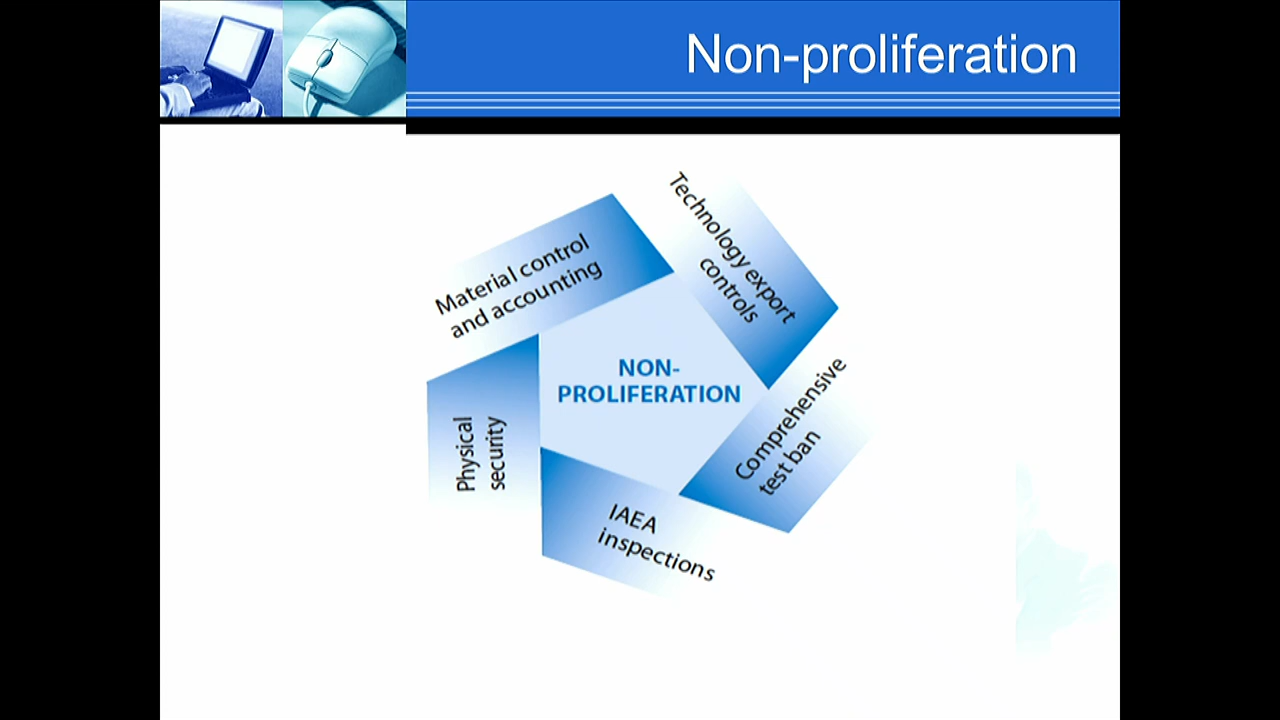 Non-proliferation
Material control
and accounting
Technology export
controls
NON-
PROLIFERATION
Comprehensive
test ban
Physical
security
IAEA
inspections